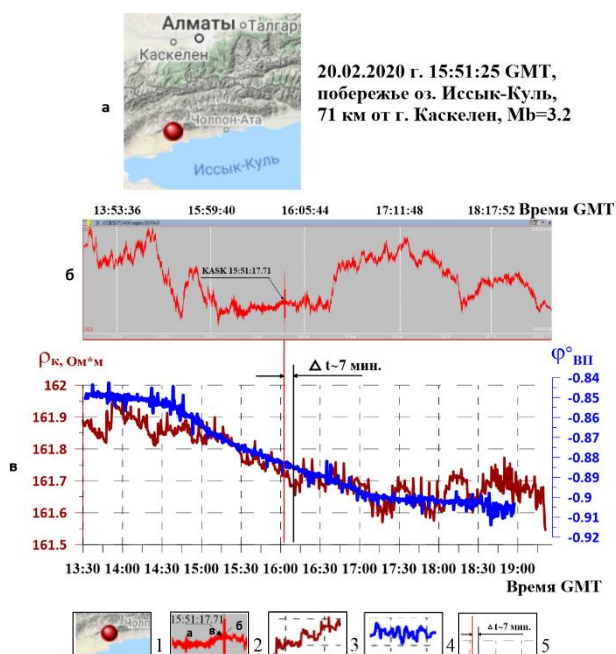 Алматы
Талгар
Каскелен
а
Чолпон-Ата
Иссык-Куль
20.02.2020 г. 15:51:25 GMT,
побережье оз. Иссык-Куль,
71 км от г. Каскелен, Mb=3.2
13:53:36 15:59:40 16:05:44 17:11:48 18:17:52 Время GMT
б
KASK 15:51:17.71
ρк, Ом*м
Δ t~7 мин.
φ°ВП
в
162
161.9
161.8
161.7
161.6
161.5
-0.84
-0.85
-0.86
-0.87
-0.88
-0.89
-0.9
-0.91
-0.92
13:30 14:00 14:30 15:00 15:30 16:00 16:30 17:00 17:30 18:00 18:30 19:00
Время GMT
1
15:51:17.71
а в б
2
3
4
Δ t~7 мин.
5